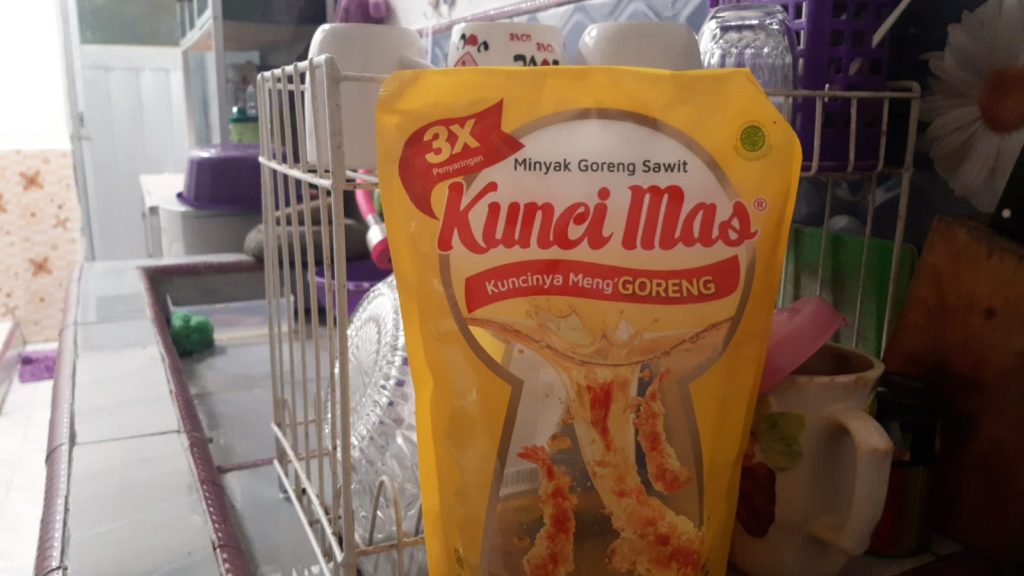 3X
Penyaringan
Minyak Goreng Sawit
Kunci Mas®
Kuncinya Meng'GORENG